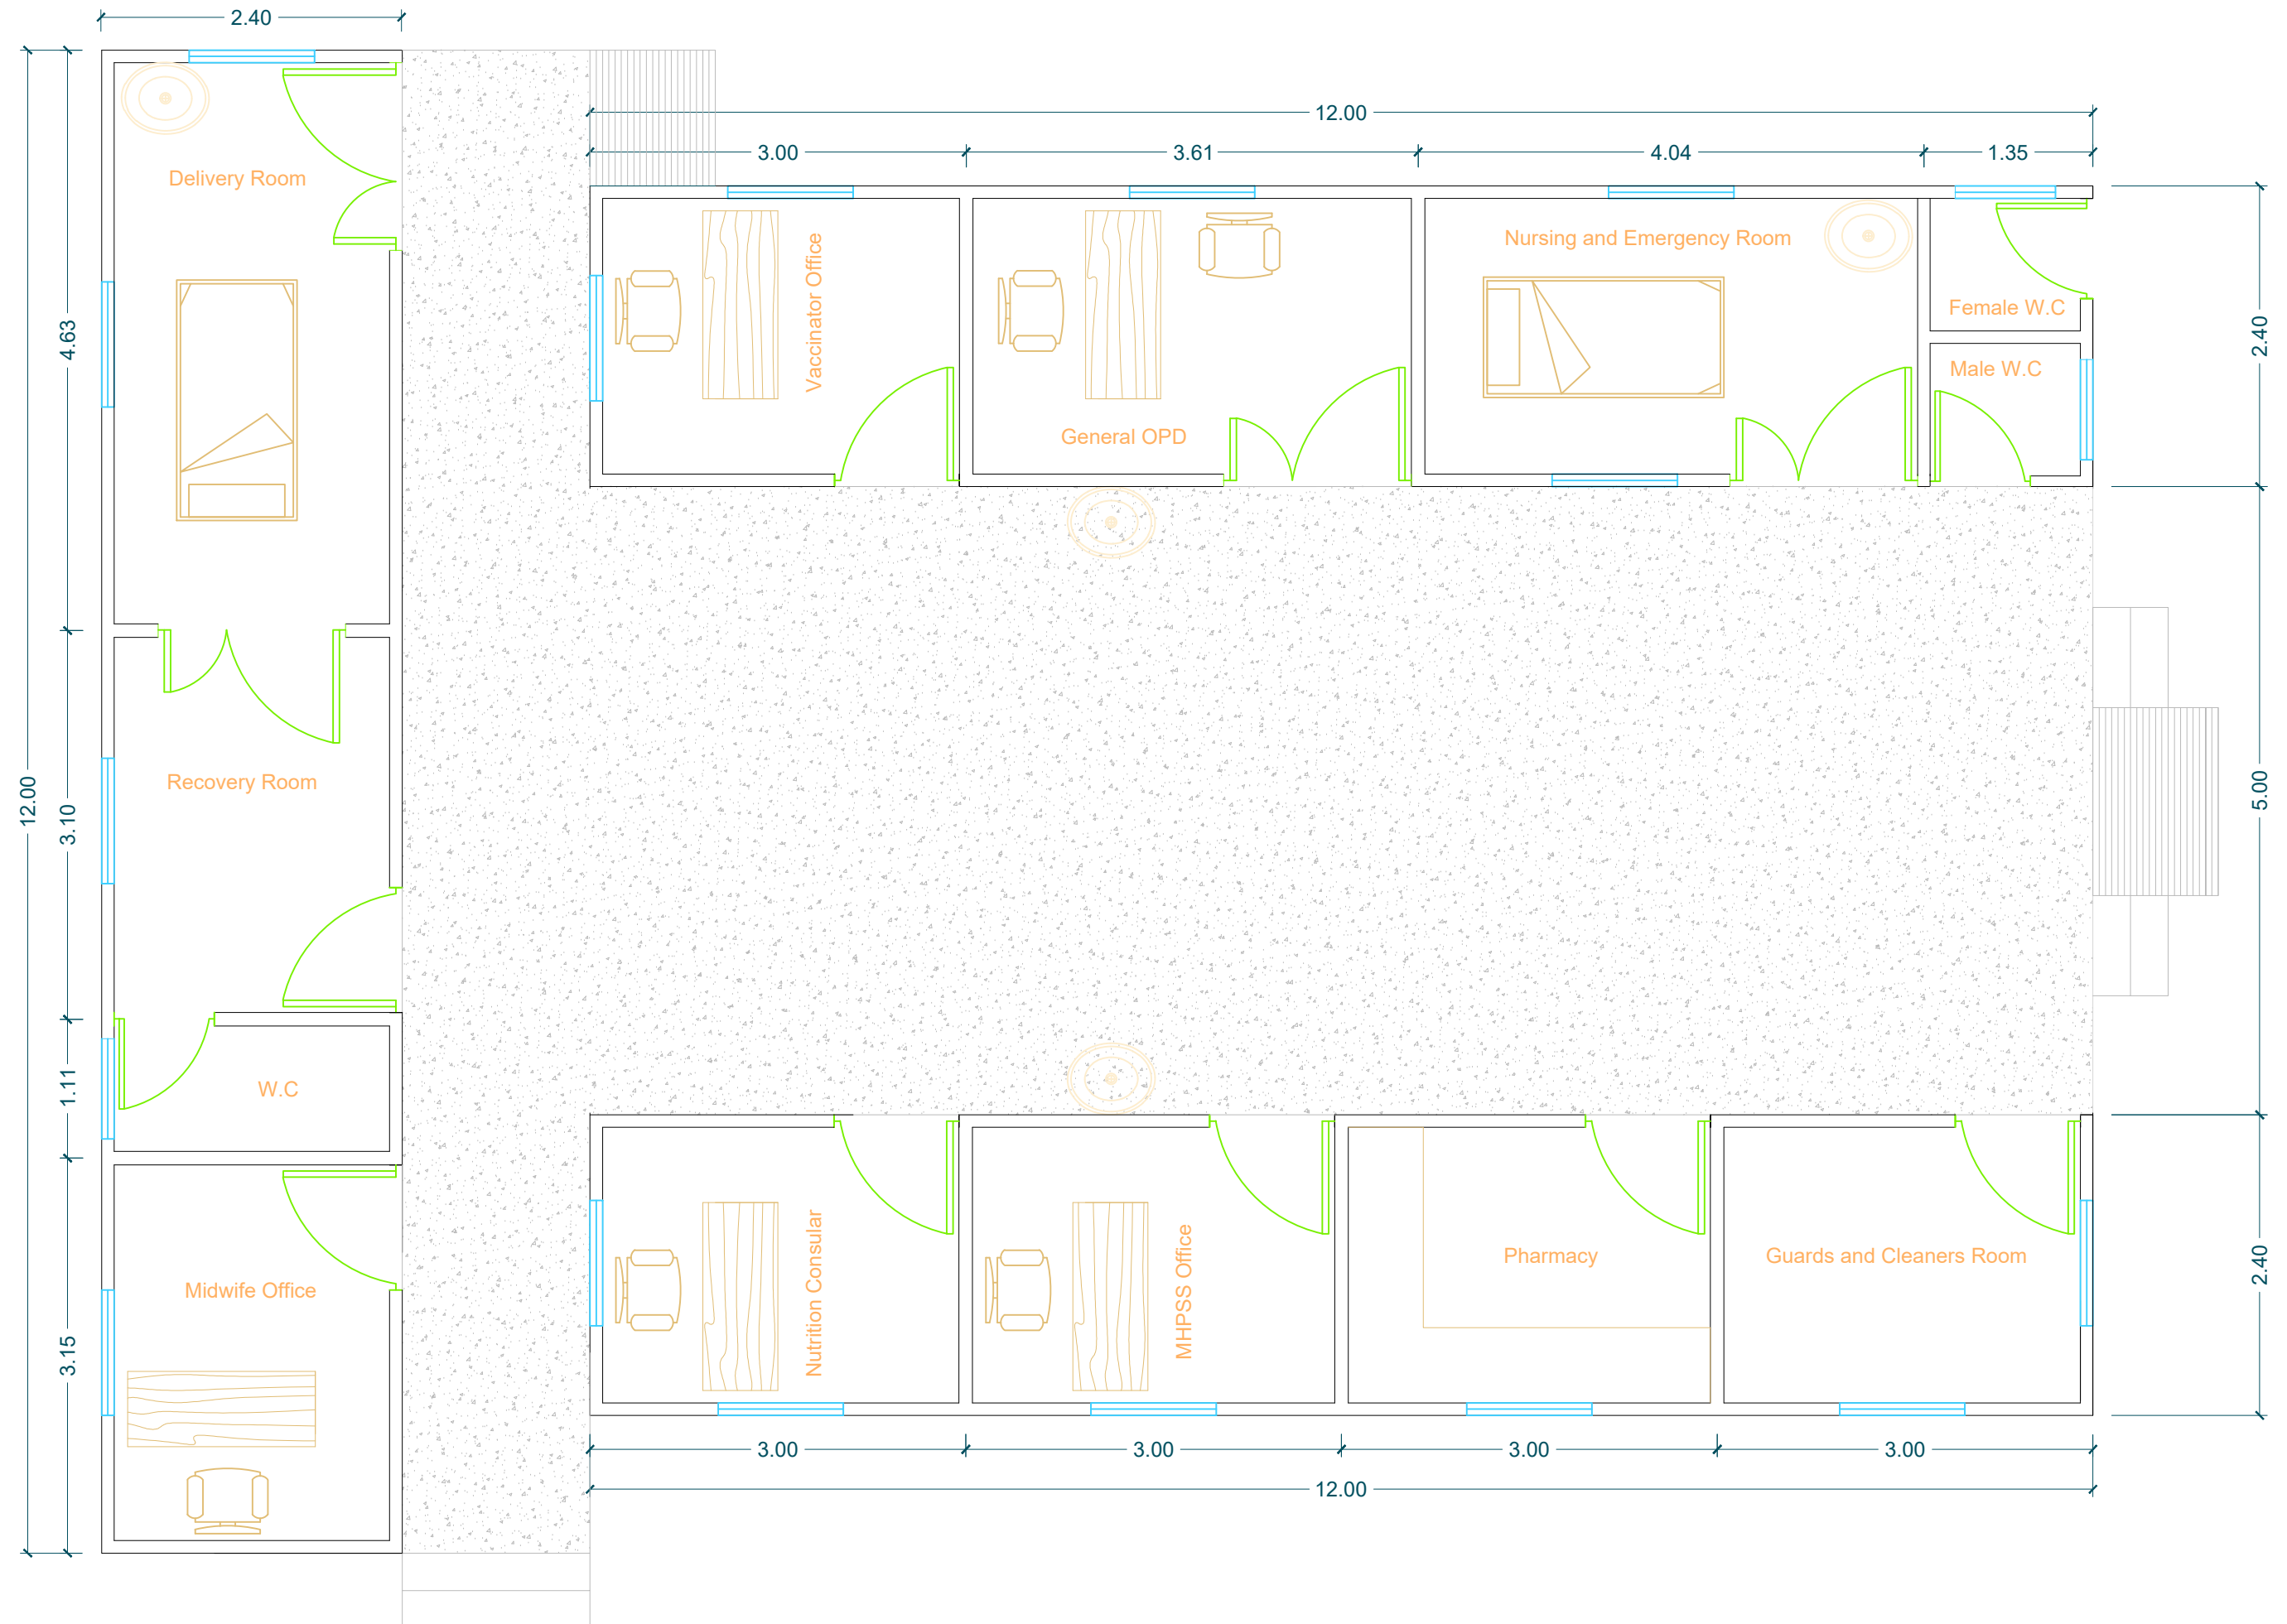 2.40
12.00
3.00
3.61
4.04
1.35
Delivery Room
Vaccinator Office
Nursing and Emergency Room
Female W.C
Male W.C
General OPD
4.63
2.40
Recovery Room
12.00
3.10
5.00
W.C
1.11
Midwife Office
3.15
Nutrition Consular
MHPSS Office
Pharmacy
Guards and Cleaners Room
2.40
3.00
3.00
3.00
3.00
12.00